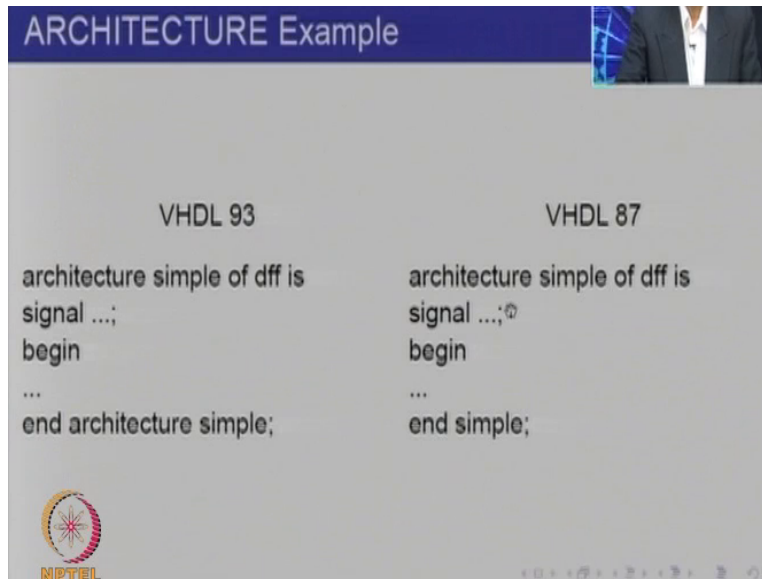 ARCHITECTURE Example
VHDL 93
architecture simple of dff is
signal ...;
begin
...
end architecture simple;
VHDL 87
architecture simple of dff is
signal ...;
begin
...
end simple;
NPTEL